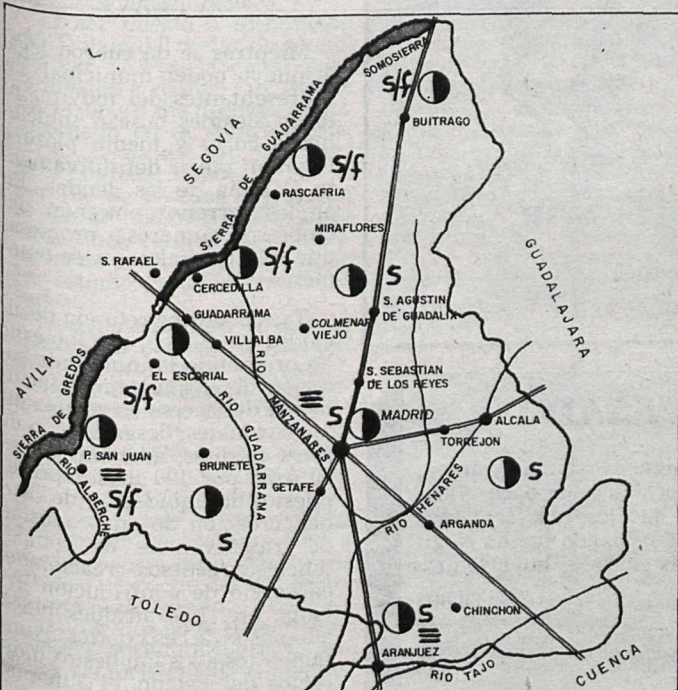 SOMOSIERRA
S/f
BUITRAGO
SEGOVIA
SIERRA DE GUADARRAMA
S/f
RASCAFRIA
MIRAFLORES
GUADALAJARA
S. RAFAEL
S/f
CERCEDILLA
S
GUADARRAMA
S. AGUSTIN
DE GUADALIX
COLMENAR
VIEJO
VILLALBA
AVILA
SIERRA DE GREDOS
EL ESCORIAL
S/f
RIO MANZANARES
S. SEBASTIAN
DE LOS REYES
RIO GUADARRAMA
S
MADRID
ALCALA
TORREJON
P. SAN JUAN
RIO ALBERCHE
S/f
BRUNETE
S
GETAFE
RIO HENARES
S
ARGANDA
TOLEDO
S
CHINCHON
ARANJUEZ
RIO TAJO
CUENCA